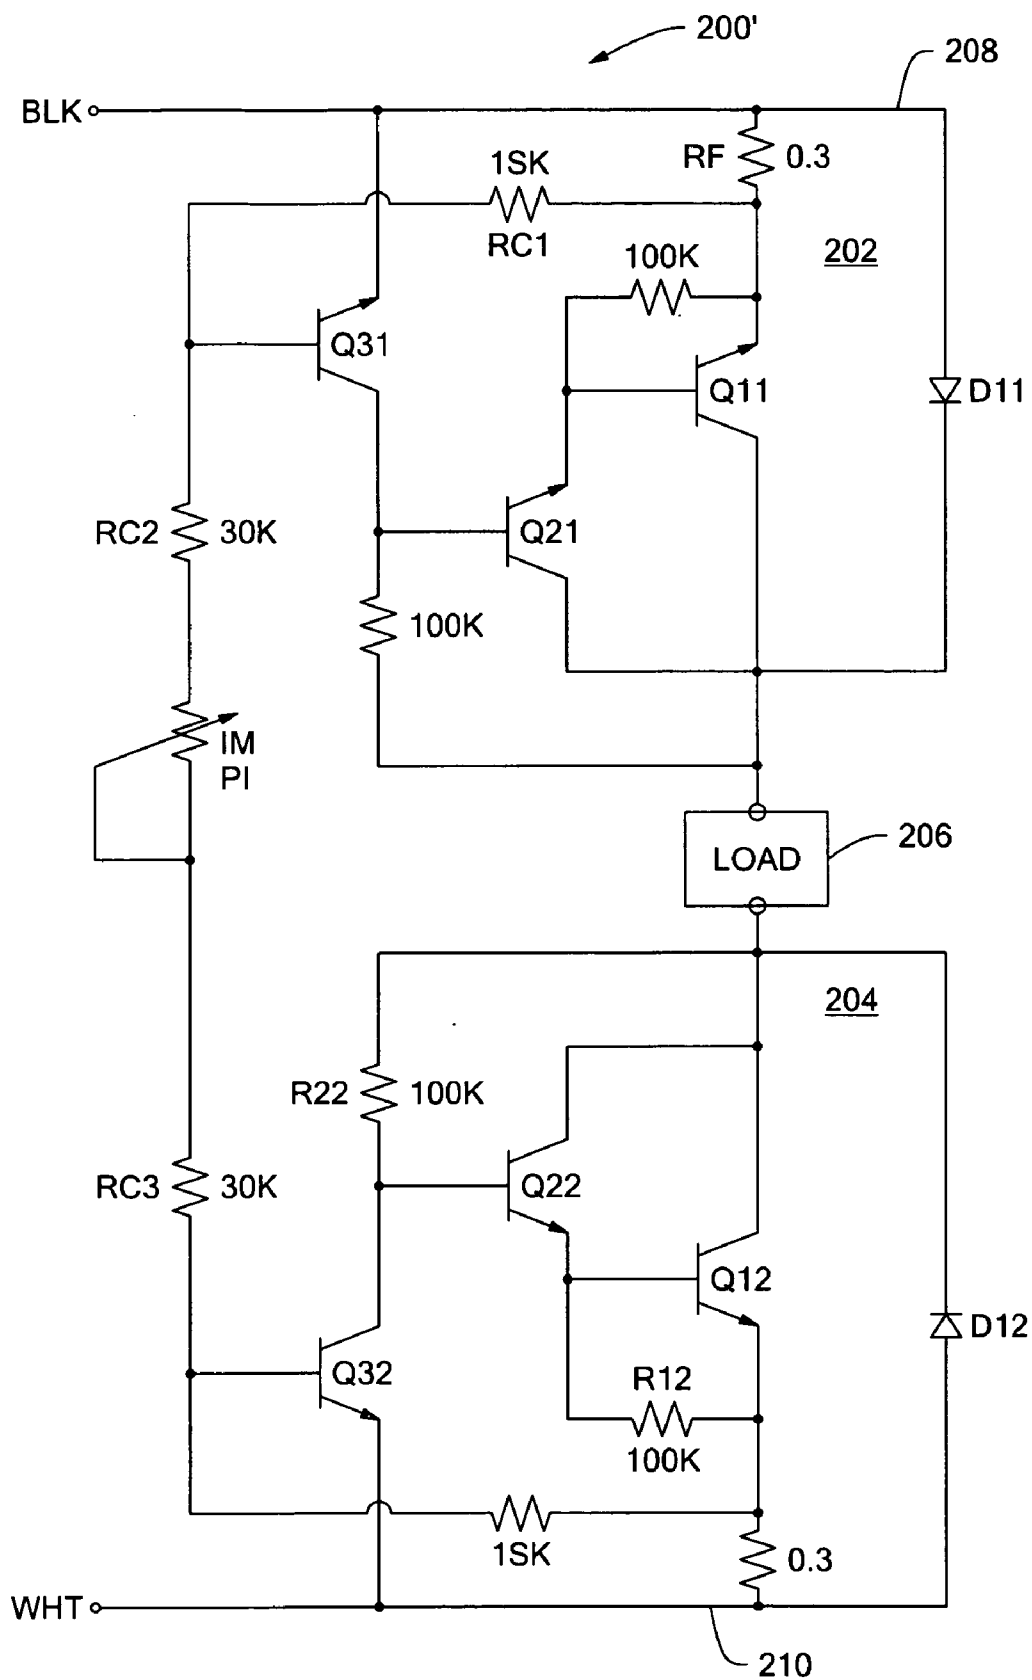 200'
208
BLK
RF
0.3
1SK
RC1
202
100K
Q31
Q11
D11
RC2
30K
Q21
100K
IM
PI
206
LOAD
204
R22
100K
RC3
30K
Q22
Q12
D12
Q32
R12
100K
1SK
0.3
WHT
210